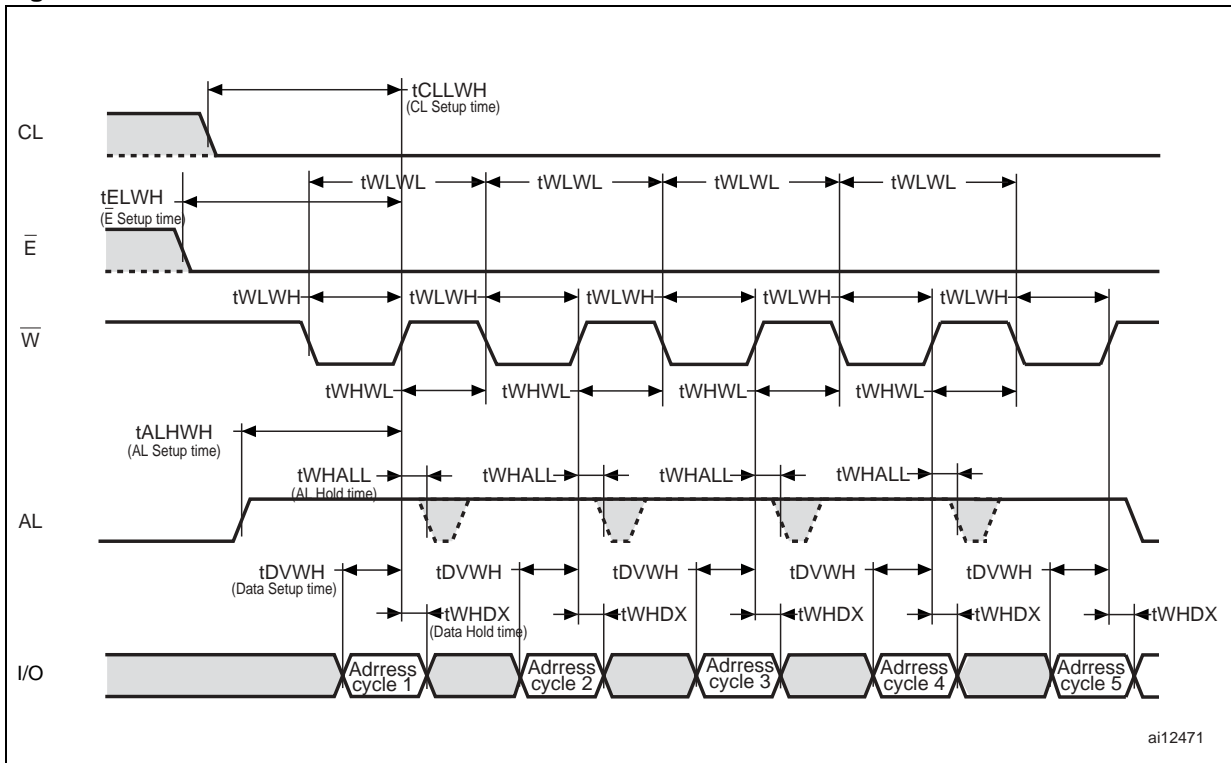 tCLLWH
(CL Setup time)
CL
tWLWL tWLWL tWLWL tWLWL
tELWH
(E̅ Setup time)
E̅
tWLWH tWLWH tWLWH tWLWH tWLWH
W̅
tWHWL tWHWL tWHWL tWHWL
tALHWH
(AL Setup time)
tWHALL tWHALL tWHALL tWHALL
(AL Hold time)
AL
tDVWH tDVWH tDVWH tDVWH tDVWH
(Data Setup time)
tWHDX tWHDX tWHDX tWHDX tWHDX
(Data Hold time)
I/O
Adrress Adrress Adrress Adrress Adrress
cycle 1 cycle 2 cycle 3 cycle 4 cycle 5
ai12471